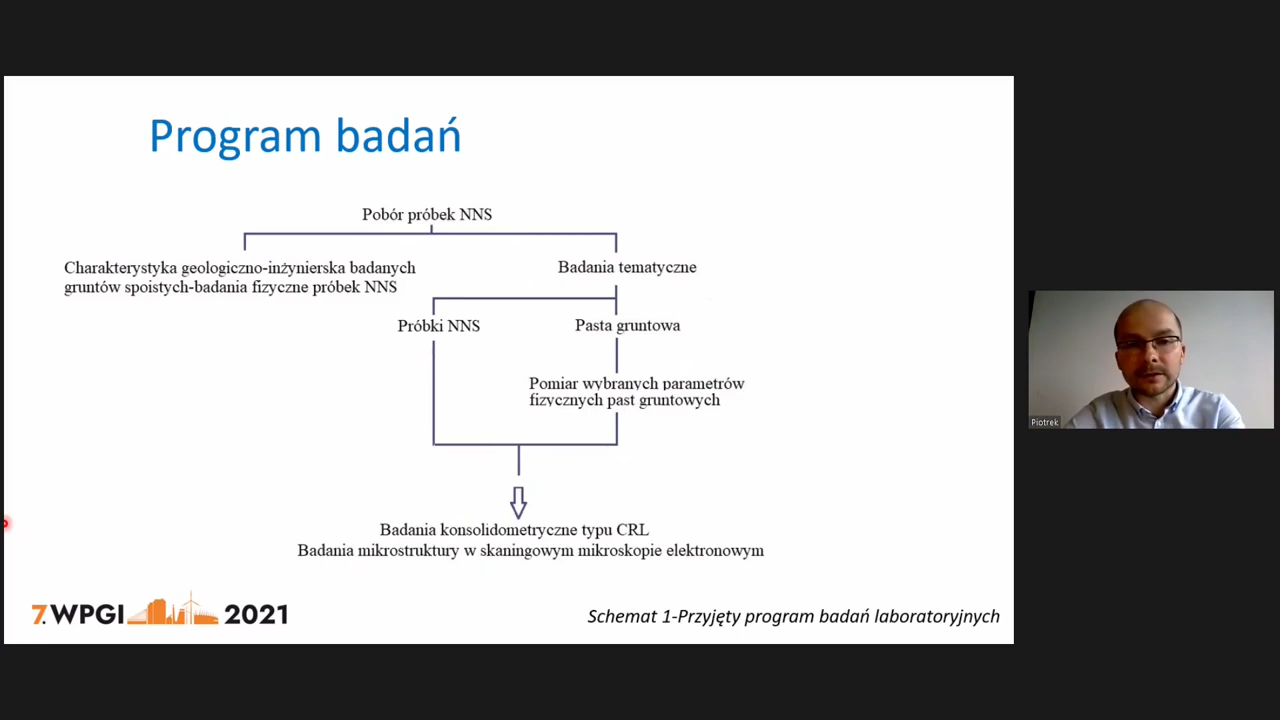 Program badań
Pobór próbek NNS
Charakterystyka geologiczno-inżynierska badanych
gruntów spoistych-badania fizyczne próbek NNS
Badania tematyczne
Próbki NNS
Pasta gruntowa
Pomiar wybranych parametrów
fizycznych past gruntowych
Badania konsolidometryczne typu CRL
Badania mikrostruktury w skaningowym mikroskopie elektronowym
7.WPGI 2021
Schemat 1-Przyjęty program badań laboratoryjnych
Piotrek